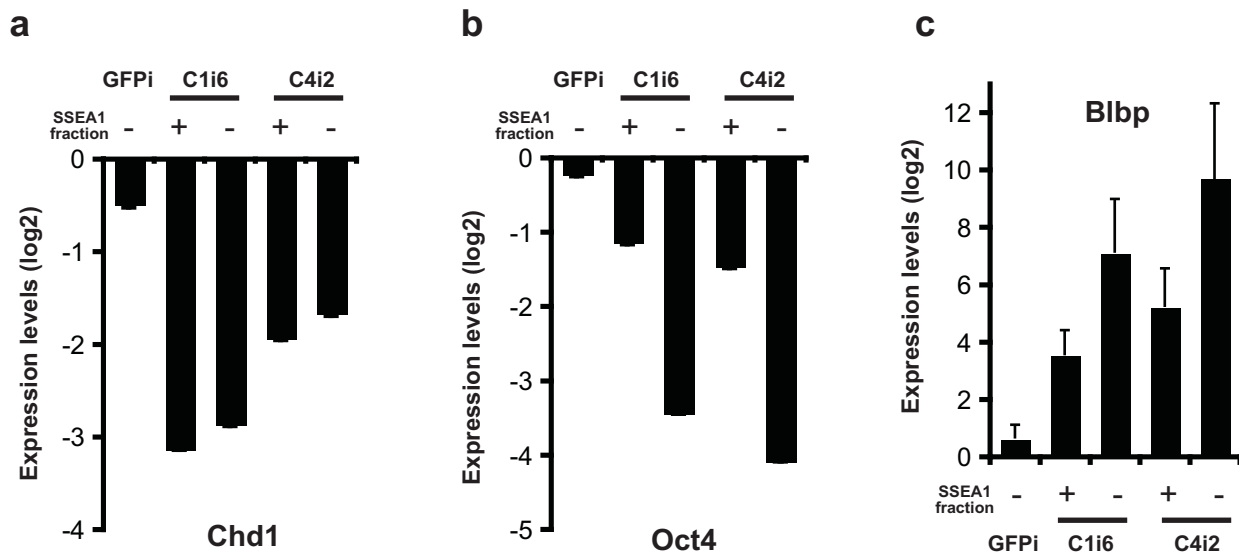 a
GFPi C1i6 C4i2
SSEA1 fraction - + - + -
0
-1
-2
-3
-4
Expression levels (log2)
Chd1
b
GFPi C1i6 C4i2
SSEA1 fraction - + - + -
0
-1
-2
-3
-4
-5
Expression levels (log2)
Oct4
c
Blbp
12
10
8
6
4
2
0
Expression levels (log2)
SSEA1 fraction - + - + -
GFPi C1i6 C4i2